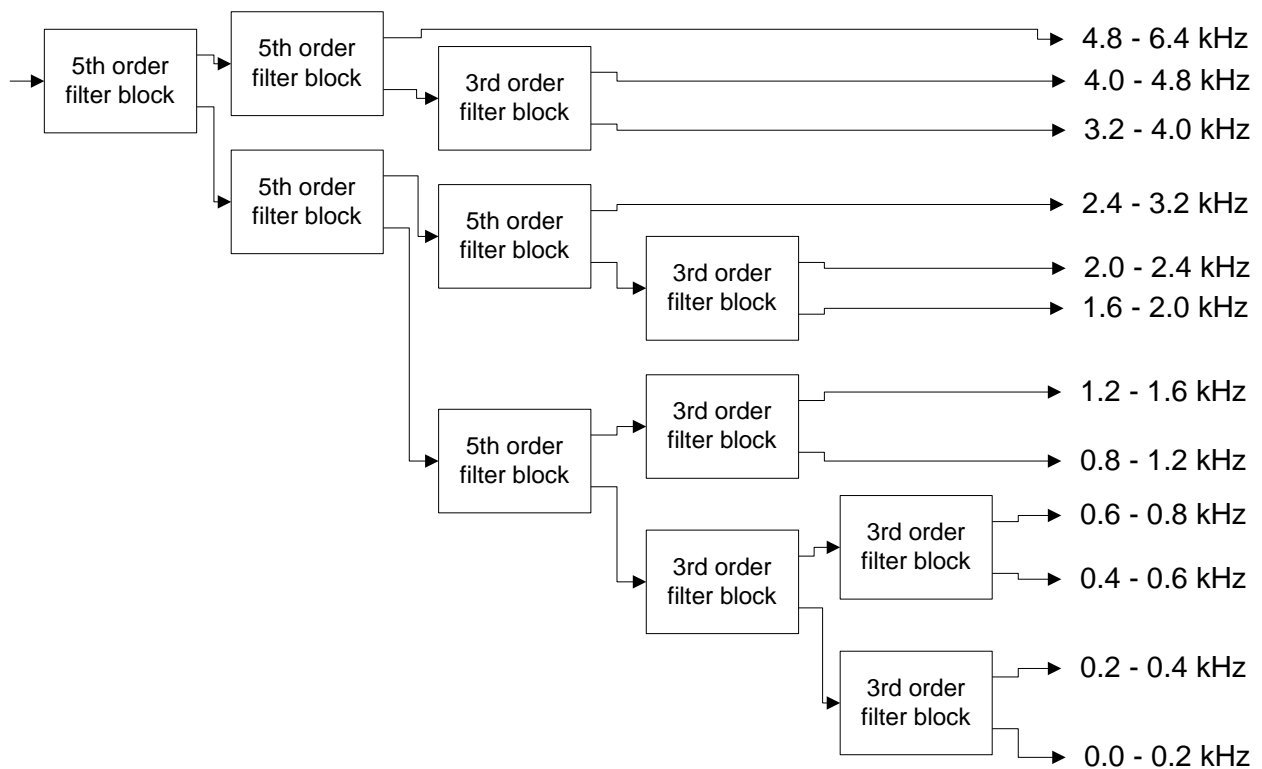 5th order
filter block
5th order
filter block
3rd order
filter block
4.8 - 6.4 kHz
4.0 - 4.8 kHz
3.2 - 4.0 kHz
5th order
filter block
5th order
filter block
3rd order
filter block
2.4 - 3.2 kHz
2.0 - 2.4 kHz
1.6 - 2.0 kHz
5th order
filter block
3rd order
filter block
1.2 - 1.6 kHz
0.8 - 1.2 kHz
3rd order
filter block
3rd order
filter block
0.6 - 0.8 kHz
0.4 - 0.6 kHz
3rd order
filter block
0.2 - 0.4 kHz
0.0 - 0.2 kHz